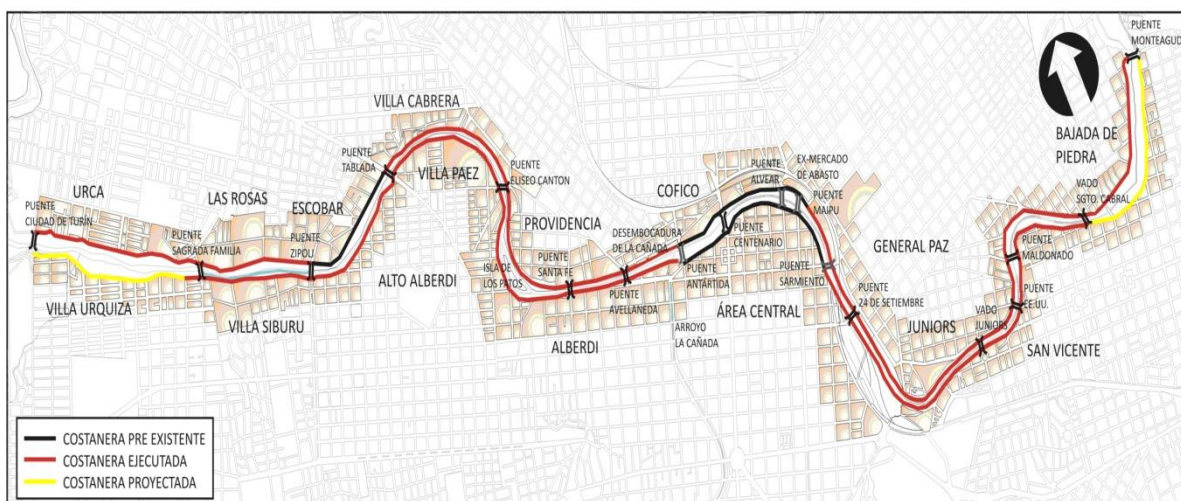 PUENTE
MONTEAGUD
VILLA CABRERA
BAJADA DE
PIEDRA
PUENTE
TABLADA
VILLA PAEZ
PUENTE
ELISEO CANTON
COFICO
PUENTE
ALVEAR
EX-MERCADO
DE ABASTO
PUENTE
MAIPU
VADO
SGTO. CABRAL
URCA
LAS ROSAS
ESCOBAR
PUENTE
CIUDAD DE TURÍN
PUENTE
SAGRADA FAMILIA
PUENTE
ZIPOLI
PROVIDENCIA
DESEMBOCADURA
DE LA CAÑADA
PUENTE
CENTENARIO
GENERAL PAZ
PUENTE
MALDONADO
ISLA DE
LOS PATOS
PUENTE
SANTA FE
ALTO ALBERDI
PUENTE
ANTÁRTIDA
PUENTE
SARMIENTO
VILLA URQUIZA
VILLA SIBURU
PUENTE
AVELLANEDA
ÁREA CENTRAL
PUENTE
24 DE SETIEMBRE
PUENTE
EE.UU.
ALBERDI
ARROYO
LA CAÑADA
JUNIORS
VADO
JUNIORS
SAN VICENTE
COSTANERA PRE EXISTENTE
COSTANERA EJECUTADA
COSTANERA PROYECTADA